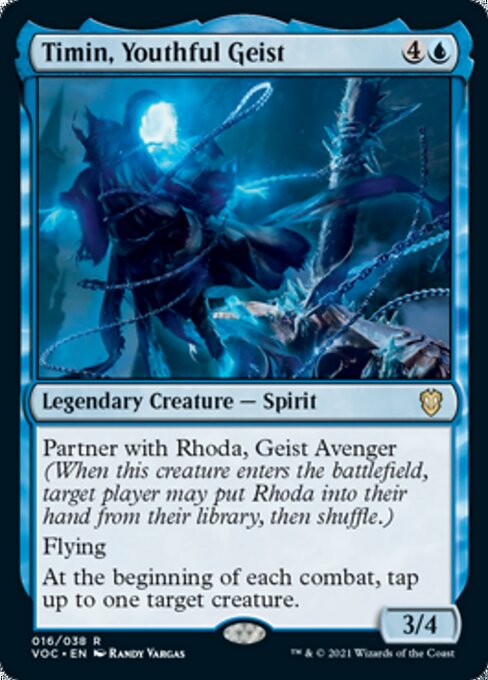 Timin, Youthful Geist 4
Legendary Creature — Spirit
Partner with Rhoda, Geist Avenger
(When this creature enters the battlefield,
target player may put Rhoda into their
hand from their library, then shuffle.)
Flying
At the beginning of each combat, tap
up to one target creature.
3/4
016/038 R
VOC • EN Randy Vargas
™ & © 2021 Wizards of the Coast